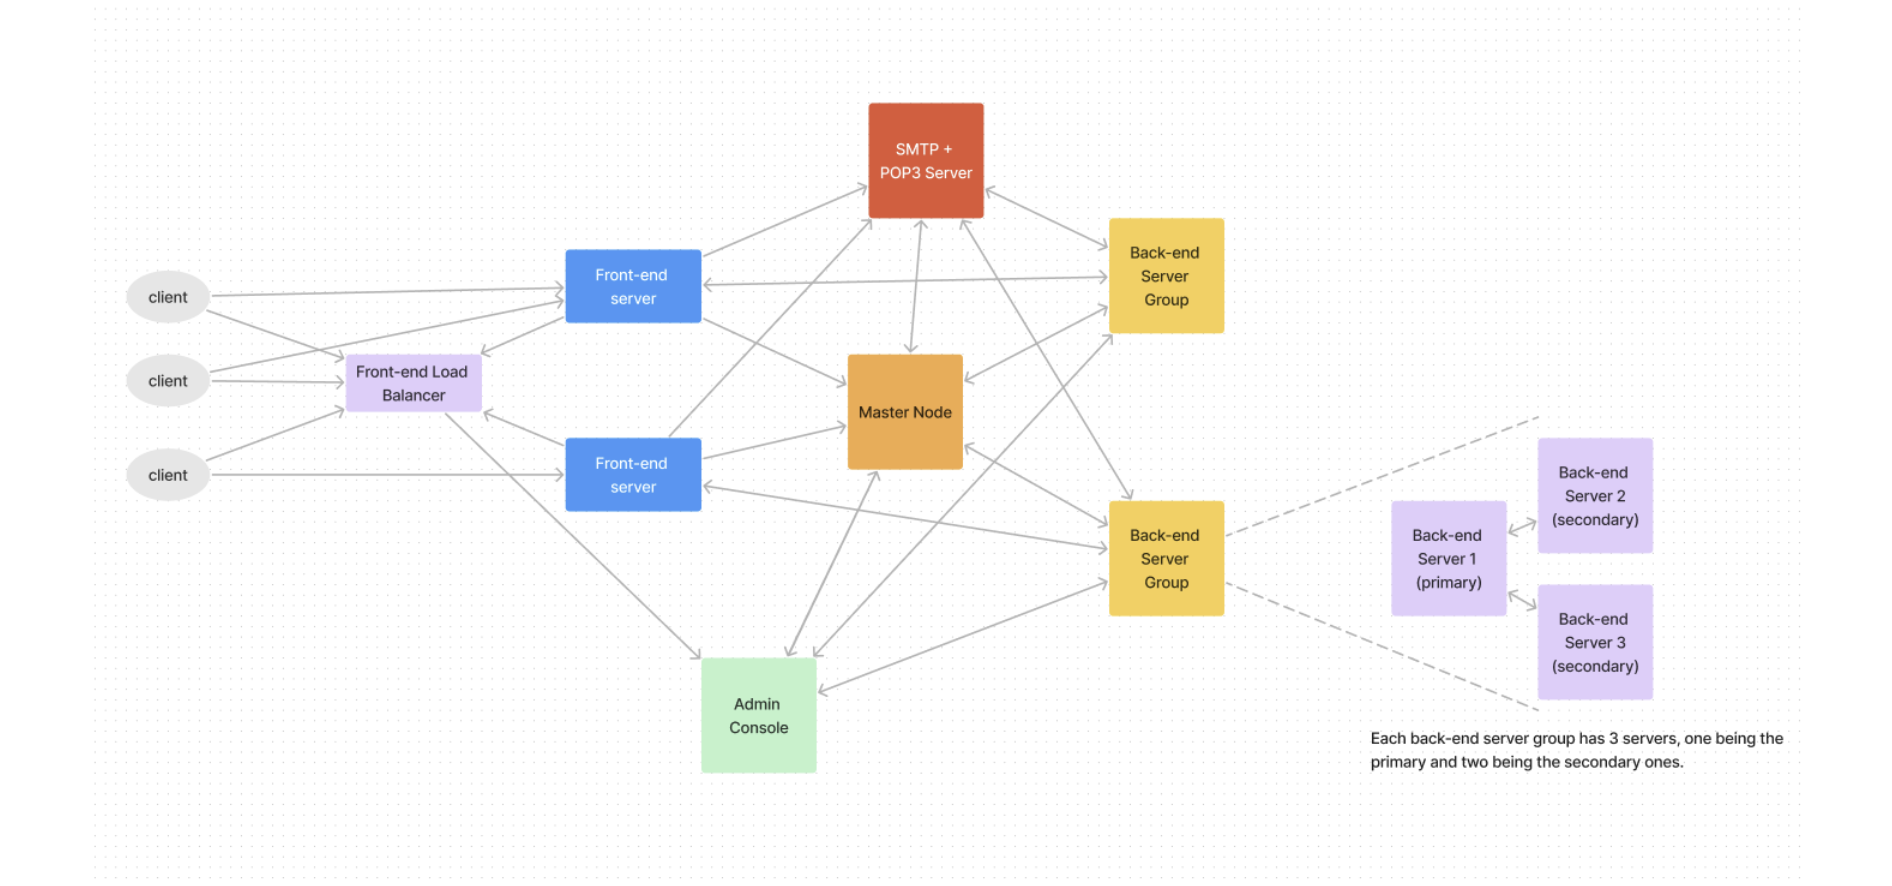 SMTP +
POP3 Server
Back-end
Server
Group
Front-end
server
client
client
Front-end Load
Balancer
Master Node
client
Front-end
server
Back-end
Server
Group
Back-end
Server 1
(primary)
Back-end
Server 2
(secondary)
Back-end
Server 3
(secondary)
Admin
Console
Each back-end server group has 3 servers, one being the
primary and two being the secondary ones.